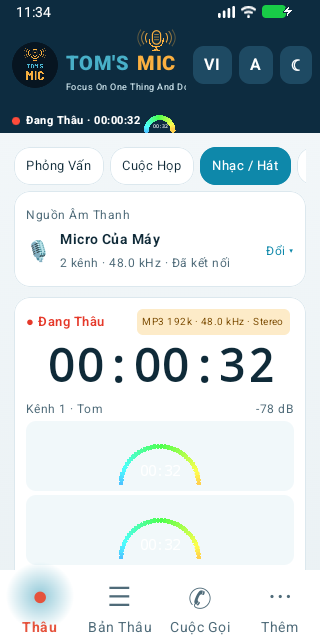 11:34
TOM'S
MIC
TOM'S MIC
Focus On One Thing And Do
VI
A
Đang Thâu · 00:00:32
00:32
Phỏng Vấn
Cuộc Họp
Nhạc / Hát
Nguồn Âm Thanh
Micro Của Máy
2 kênh · 48.0 kHz · Đã kết nối
Đổi
Đang Thâu
MP3 192k · 48.0 kHz · Stereo
00:00:32
Kênh 1 · Tom
-78 dB
00:32
00:32
Thâu
Bản Thâu
Cuộc Gọi
Thêm